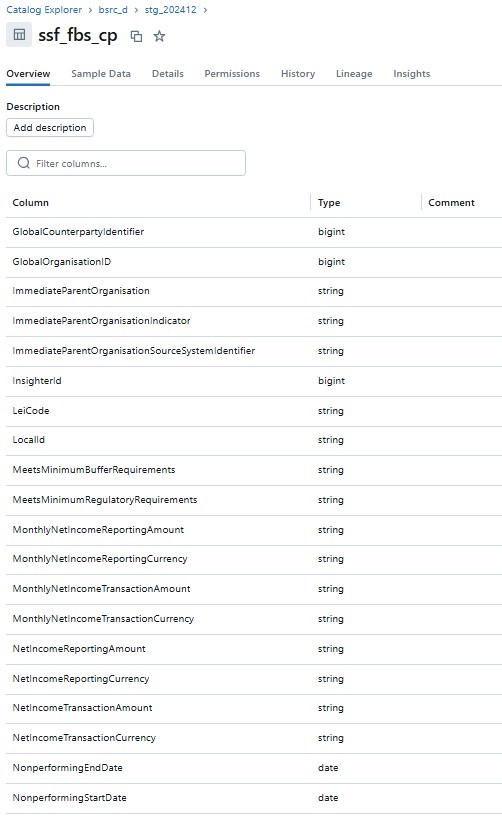 Catalog Explorer > bsrc_d > stg_202412 >
ssf_fbs_cp
Overview Sample Data Details Permissions History Lineage Insights
Description
Add description
Filter columns...
Column Type Comment
GlobalCounterpartyIdentifier bigint
GlobalOrganisationID bigint
ImmediateParentOrganisation string
ImmediateParentOrganisationIndicator string
ImmediateParentOrganisationSourceSystemIdentifier string
InsighterId bigint
LeiCode string
LocalId string
MeetsMinimumBufferRequirements string
MeetsMinimumRegulatoryRequirements string
MonthlyNetIncomeReportingAmount string
MonthlyNetIncomeReportingCurrency string
MonthlyNetIncomeTransactionAmount string
MonthlyNetIncomeTransactionCurrency string
NetIncomeReportingAmount string
NetIncomeReportingCurrency string
NetIncomeTransactionAmount string
NetIncomeTransactionCurrency string
NonperformingEndDate date
NonperformingStartDate date